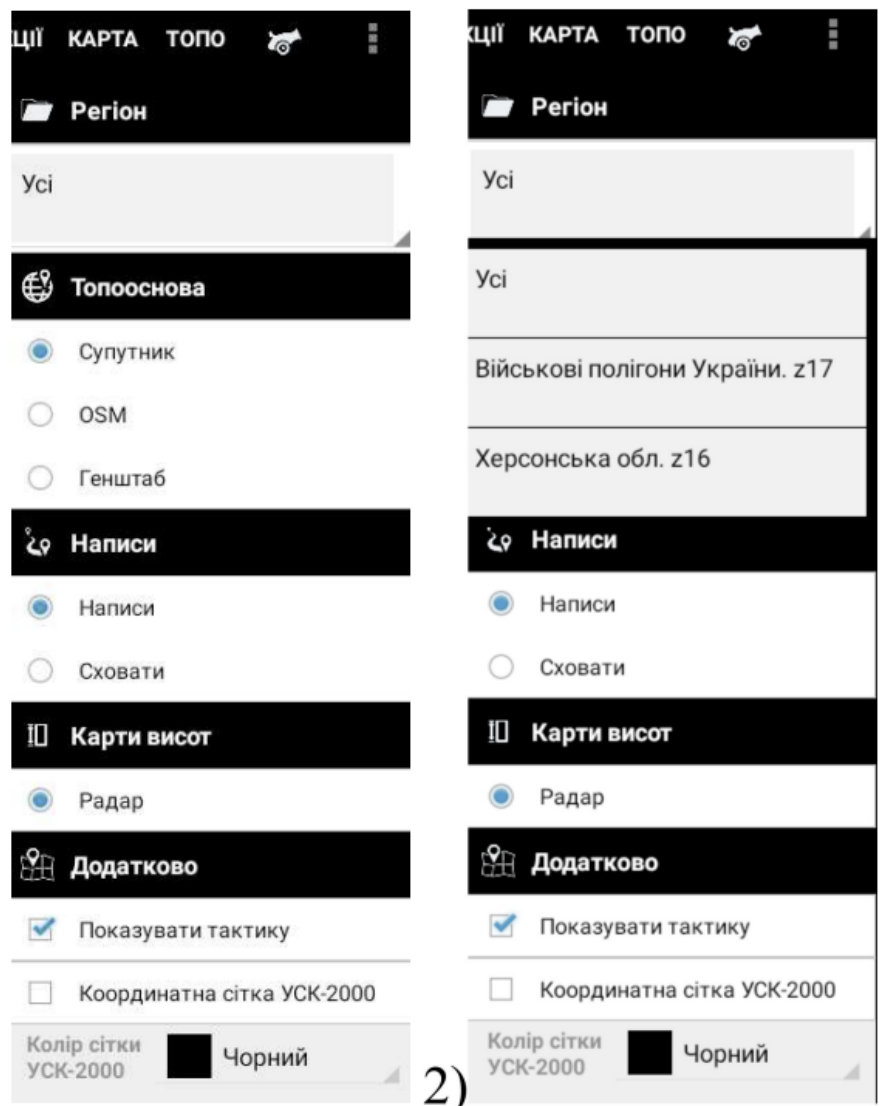 ції КАРТА ТОПО
Регіон
Усі
Топооснова
Супутник
OSM
Генштаб
Написи
Написи
Сховати
Карти висот
Радар
Додатково
Показувати тактику
Координатна сітка УСК-2000
Колір сітки
УСК-2000
Чорний
2)
КЦІЇ КАРТА ТОПО
Регіон
Усі
Усі
Військові полігони України. z17
Херсонська обл. z16
Написи
Написи
Сховати
Карти висот
Радар
Додатково
Показувати тактику
Координатна сітка УСК-2000
Колір сітки
УСК-2000
Чорний